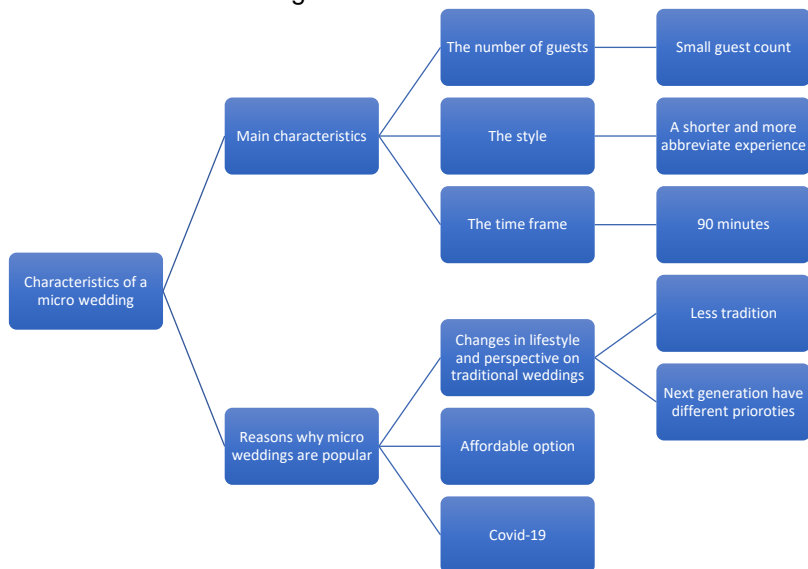 The number of guests
Small guest count
Main characteristics
The style
A shorter and more
abbreviate experience
The time frame
90 minutes
Characteristics of a
micro wedding
Changes in lifestyle
and perspective on
traditional weddings
Less tradition
Next generation have
different prioroties
Reasons why micro
weddings are popular
Affordable option
Covid-19